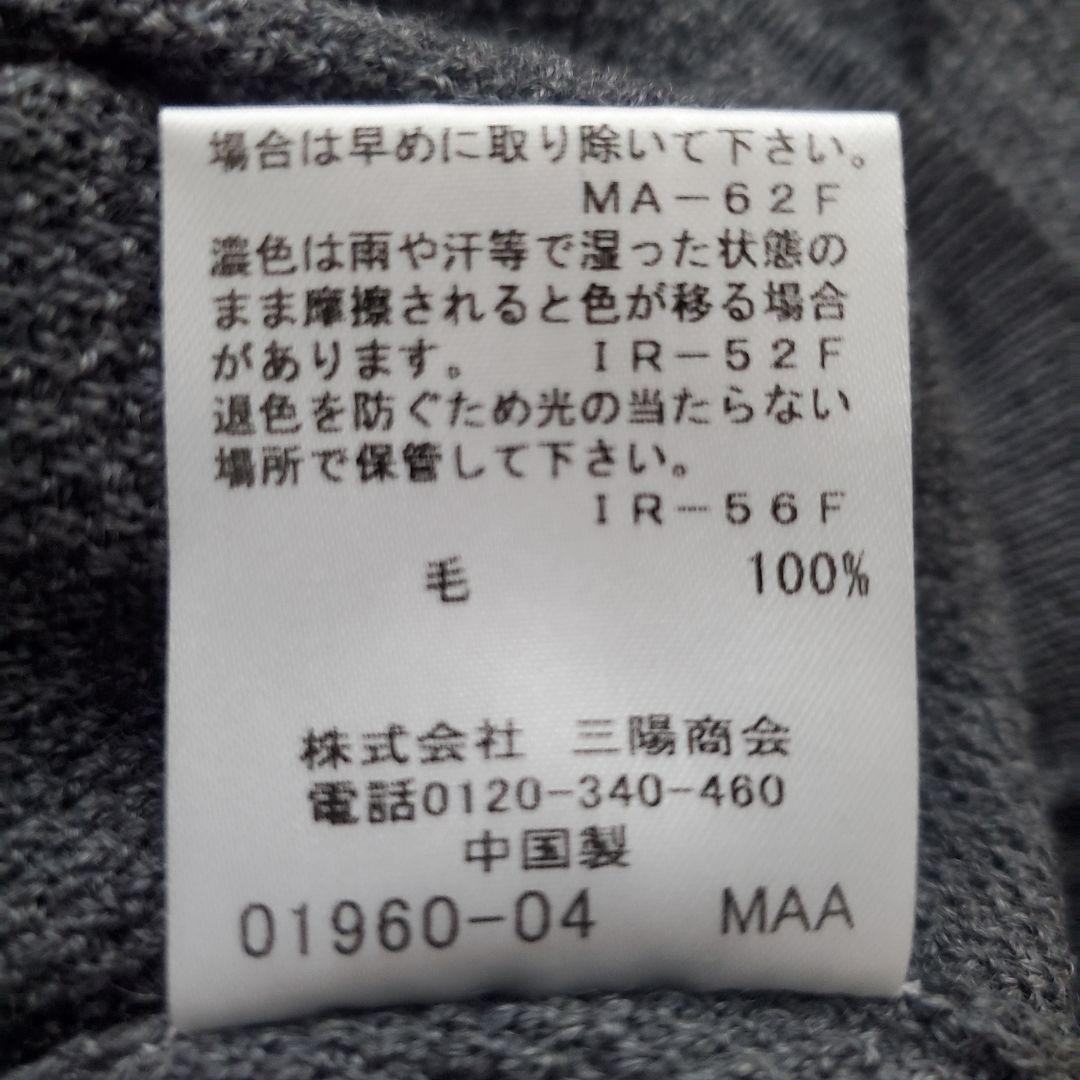 場合は早めに取り除いて下さい。
ＭＡ－６２Ｆ
濃色は雨や汗等で湿った状態の
まま摩擦されると色が移る場合
があります。　　ＩＲ－５２Ｆ
退色を防ぐため光の当たらない
場所で保管して下さい。
ＩＲ－５６Ｆ
毛　100%
株式会社　三陽商会
電話0120-340-460
中国製
01960-04　MAA